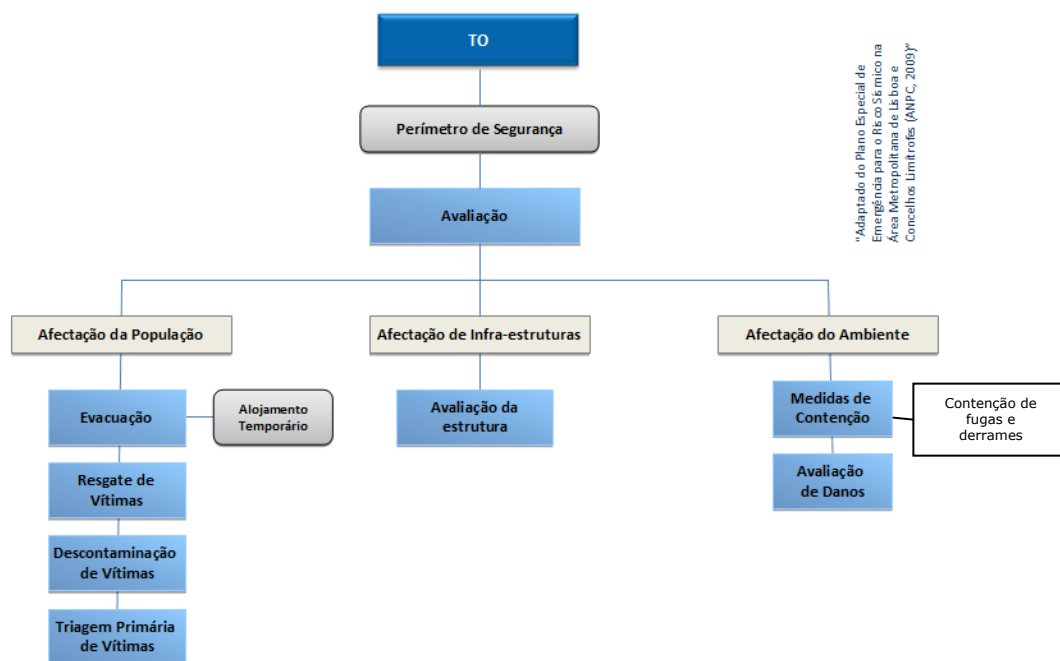 TO
"Adaptado do Plano Especial de
Emergência para o Risco Sísmico na
Área Metropolitana de Lisboa e
Concelhos Limítrofes (ANPC, 2009)"
Perímetro de Segurança
Avaliação
Afectação da População
Afectação de Infra-estruturas
Afectação do Ambiente
Evacuação
Alojamento
Temporário
Resgate de
Vítimas
Descontaminação
de Vítimas
Triagem Primária
de Vítimas
Avaliação da
estrutura
Medidas de
Contenção
Contenção de
fugas e
derrames
Avaliação
de Danos